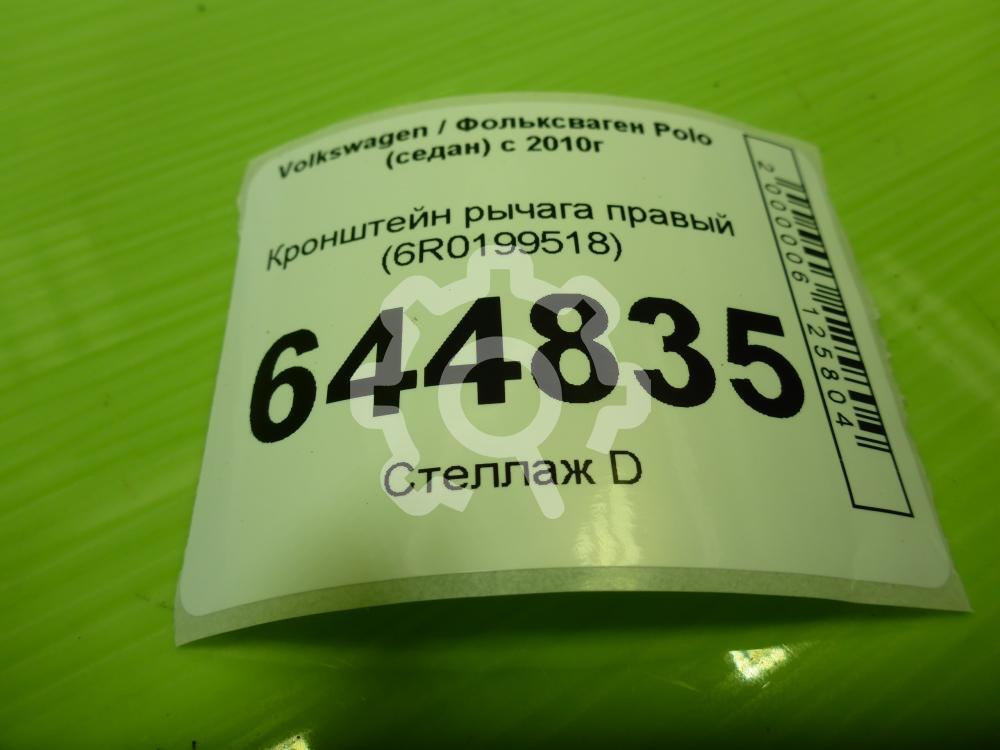 Volkswagen / Фольксваген Polo
(седан) с 2010г
Кронштейн рычага правый
(6R0199518)
644835
Стеллаж D
2000006125804